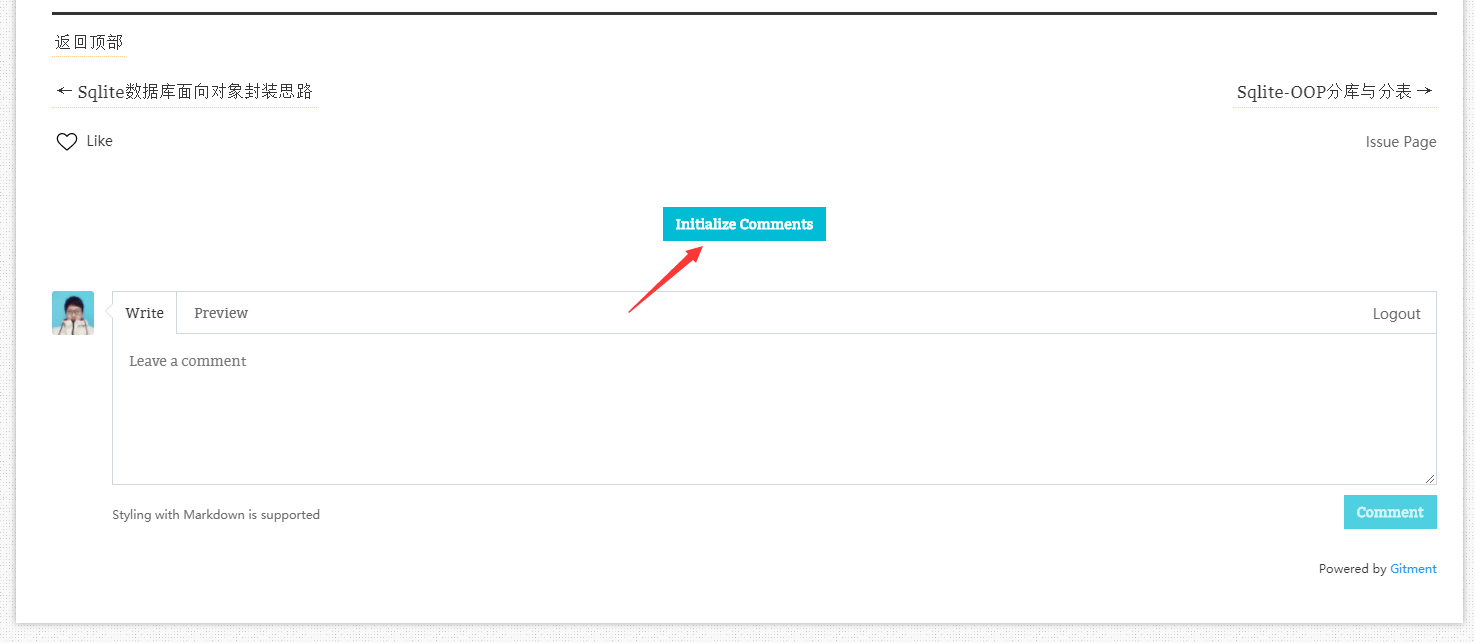 返回顶部
← Sqlite数据库面向对象封装思路
Sqlite-OOP分库与分表 →
Like
Issue Page
Initialize Comments
Write
Preview
Logout
Leave a comment
Styling with Markdown is supported
Comment
Powered by Gitment